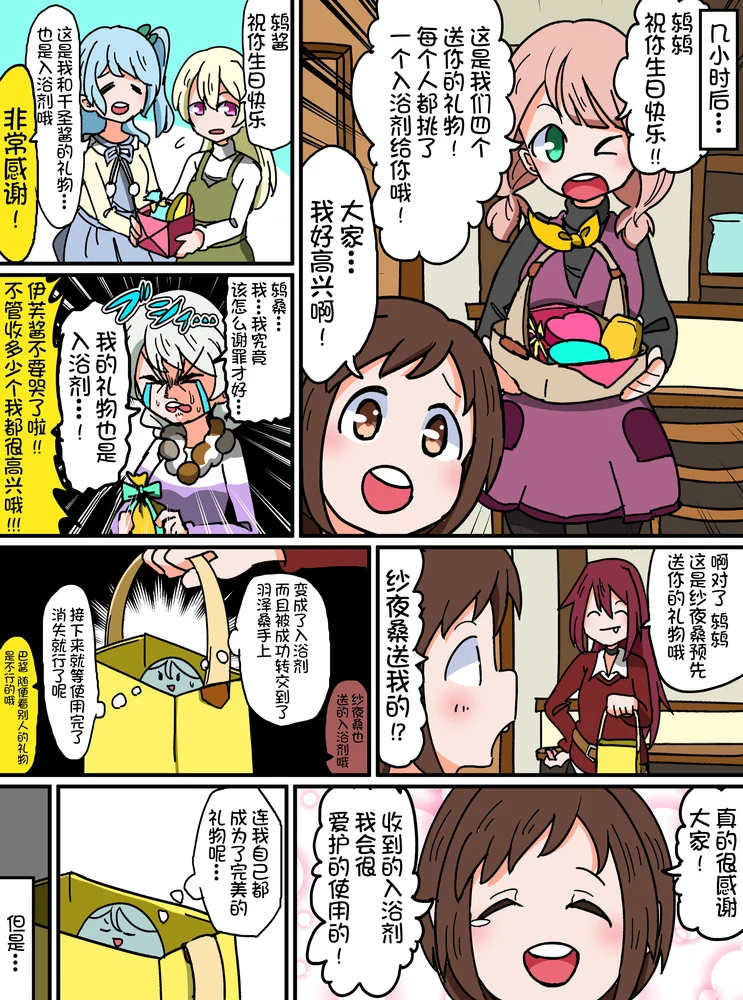 几小时后…
鸫鸫
祝你生日快乐!!
这是我们四个
送你的礼物！
每个人都挑了
一个入浴剂给你哦！
大家…
我好高兴啊！
鸫酱
祝你生日快乐
这是我和千圣酱的礼物…
也是入浴剂哦
非常感谢！
鸫桑…
我…我究竟
该怎么谢罪才好…
我的礼物也是
入浴剂…！
伊芙酱不要哭了啦!!
不管收多少个我都很高兴哦!!!
啊对了 鸫鸫
这是纱夜桑预先
送你的礼物哦
纱夜桑送我的!?
纱夜桑也
送的入浴剂哦
变成了入浴剂
而且被成功转交到了
羽泽桑手上
接下来就等使用完了
消失就行了呢
巴酱 随便看别人的礼物
是不行的哦
真的很感谢
大家！
收到的入浴剂
我会很
爱护的使用的！
连我自己都
成为了完美的
礼物呢…
但是…